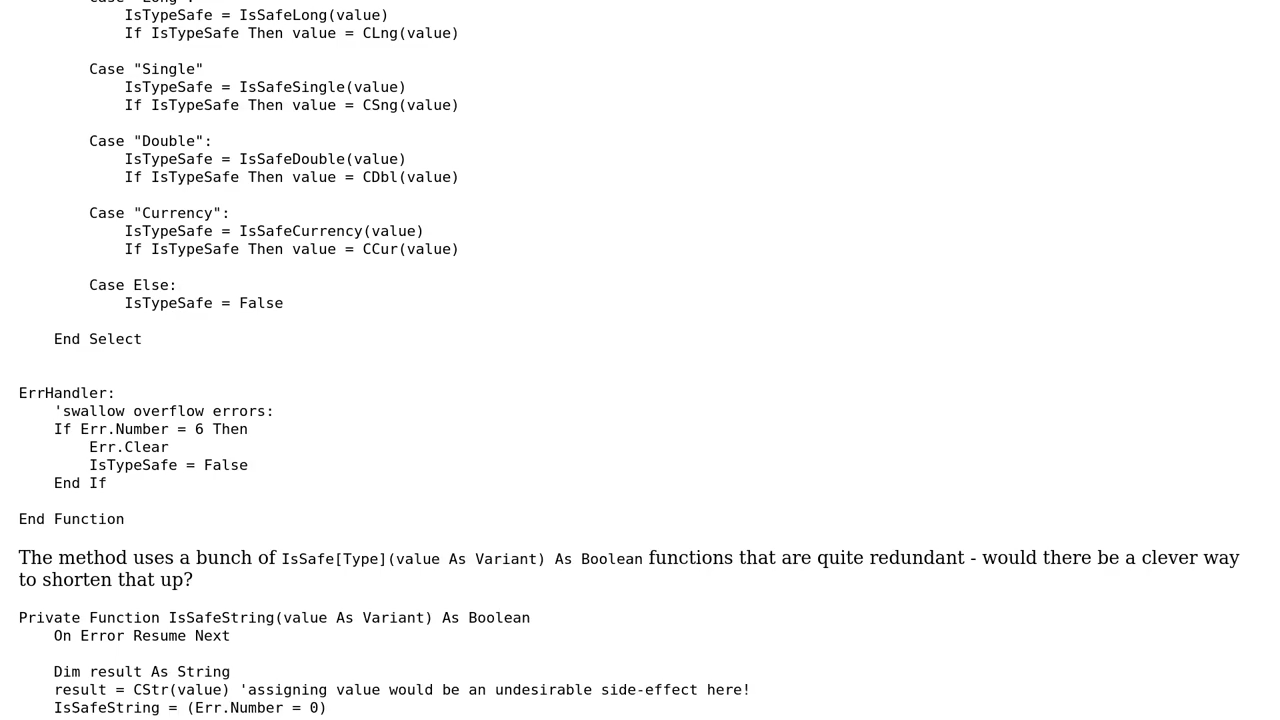 Case "Long":
IsTypeSafe = IsSafeLong(value)
If IsTypeSafe Then value = CLng(value)
Case "Single"
IsTypeSafe = IsSafeSingle(value)
If IsTypeSafe Then value = CSng(value)
Case "Double":
IsTypeSafe = IsSafeDouble(value)
If IsTypeSafe Then value = CDbl(value)
Case "Currency":
IsTypeSafe = IsSafeCurrency(value)
If IsTypeSafe Then value = CCur(value)
Case Else:
IsTypeSafe = False
End Select
ErrHandler:
'swallow overflow errors:
If Err.Number = 6 Then
Err.Clear
IsTypeSafe = False
End If
End Function
The method uses a bunch of IsSafe[Type](value As Variant) As Boolean functions that are quite redundant - would there be a clever way
to shorten that up?
Private Function IsSafeString(value As Variant) As Boolean
On Error Resume Next
Dim result As String
result = CStr(value) 'assigning value would be an undesirable side-effect here!
IsSafeString = (Err.Number = 0)